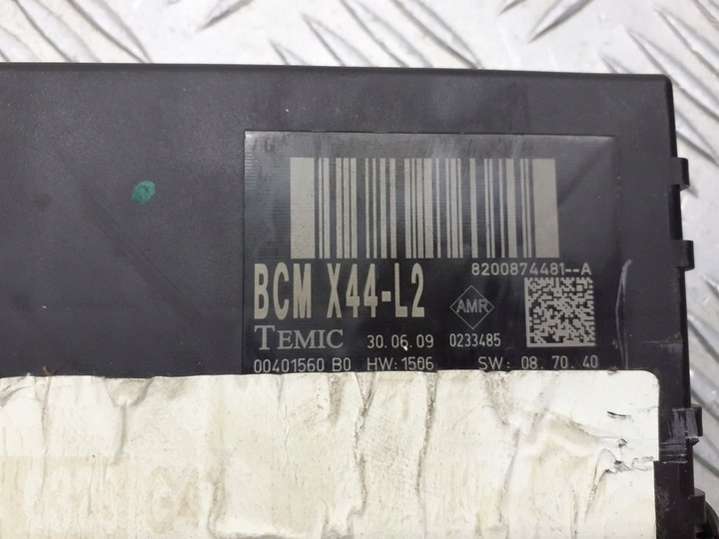 8200874481--A
BCM X44-L2
AMR
TEMIC 30.06.09 0233485
00401560 B0 HW:1506 SW: 08.70.40